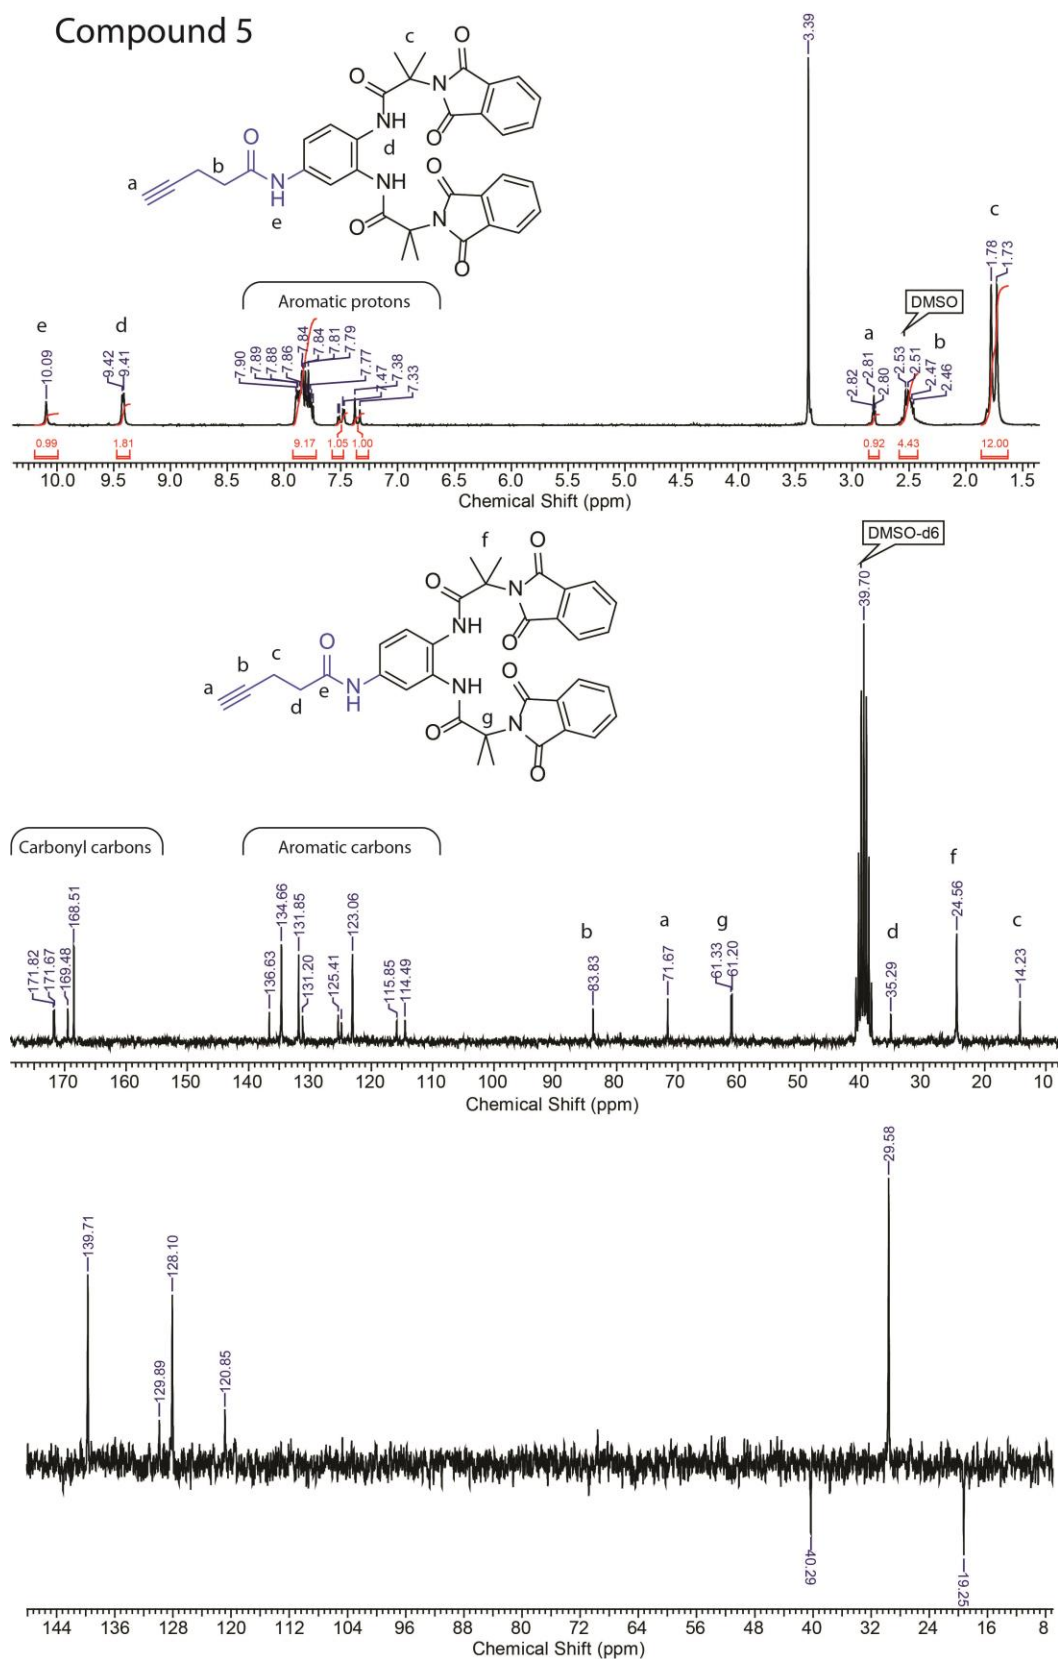 Compound 5
c
O
O
N
O
NH
d
O
b
a
N
H
e
NH
O
O
N
O
Aromatic protons
e
d
a
DMSO
b
c
10.09
9.42
9.41
7.90
7.89
7.88
7.86
7.84
7.84
7.81
7.79
7.77
7.47
7.38
7.33
3.39
2.82
2.81
2.80
2.53
2.51
2.47
2.46
1.78
1.73
0.99 1.81 9.17 1.05 1.00 0.92 4.43 12.00
10.0 9.5 9.0 8.5 8.0 7.5 7.0 6.5 6.0 5.5 5.0 4.5 4.0 3.5 3.0 2.5 2.0 1.5
Chemical Shift (ppm)
f
O
O
N
O
NH
O
c
b
a
d
e
N
H
NH
O
g
O
N
O
DMSO-d6
Carbonyl carbons
Aromatic carbons
b
a
g
d
f
c
171.82
171.67
169.48
168.51
136.63
134.66
131.85
131.20
125.41
123.06
115.85
114.49
83.83
71.67
61.33
61.20
39.70
35.29
24.56
14.23
170 160 150 140 130 120 110 100 90 80 70 60 50 40 30 20 10
Chemical Shift (ppm)
139.71
129.89
128.10
120.85
40.29
29.58
19.25
144 136 128 120 112 104 96 88 80 72 64 56 48 40 32 24 16 8
Chemical Shift (ppm)